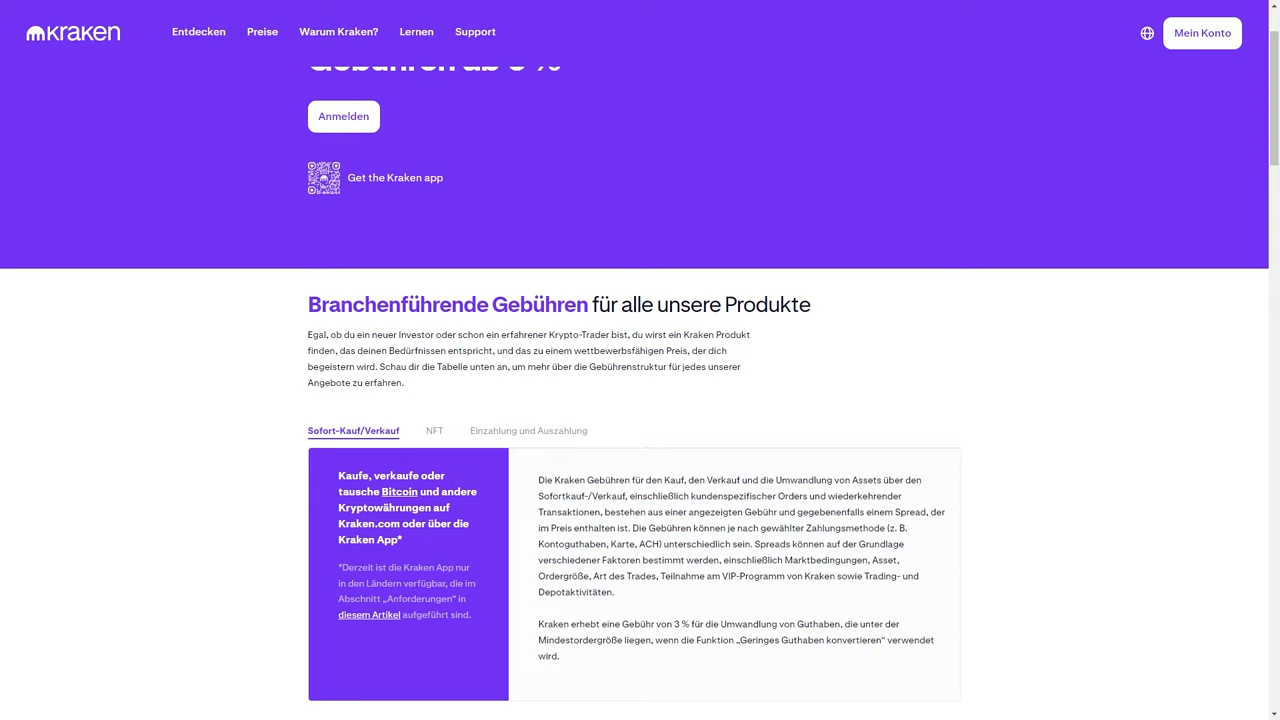 kraken
Entdecken
Preise
Warum Kraken?
Lernen
Support
Mein Konto
Gebühren ab 0 %
Anmelden
Get the Kraken app
Branchenführende Gebühren für alle unsere Produkte
Egal, ob du ein neuer Investor oder schon ein erfahrener Krypto-Trader bist, du wirst ein Kraken Produkt
finden, das deinen Bedürfnissen entspricht, und das zu einem wettbewerbsfähigen Preis, der dich
begeistern wird. Schau dir die Tabelle unten an, um mehr über die Gebührenstruktur für jedes unserer
Angebote zu erfahren.
Sofort-Kauf/Verkauf
NFT
Einzahlung und Auszahlung
Kaufe, verkaufe oder
tausche Bitcoin und andere
Kryptowährungen auf
Kraken.com oder über die
Kraken App*
*Derzeit ist die Kraken App nur
in den Ländern verfügbar, die im
Abschnitt „Anforderungen“ in
diesem Artikel aufgeführt sind.
Die Kraken Gebühren für den Kauf, den Verkauf und die Umwandlung von Assets über den
Sofortkauf-/Verkauf, einschließlich kundenspezifischer Orders und wiederkehrender
Transaktionen, bestehen aus einer angezeigten Gebühr und gegebenenfalls einem Spread, der
im Preis enthalten ist. Die Gebühren können je nach gewählter Zahlungsmethode (z. B.
Kontoguthaben, Karte, ACH) unterschiedlich sein. Spreads können auf der Grundlage
verschiedener Faktoren bestimmt werden, einschließlich Marktbedingungen, Asset,
Ordergröße, Art des Trades, Teilnahme am VIP-Programm von Kraken sowie Trading- und
Depotaktivitäten.
Kraken erhebt eine Gebühr von 3 % für die Umwandlung von Guthaben, die unter der
Mindestordergröße liegen, wenn die Funktion „Geringes Guthaben konvertieren“ verwendet
wird.